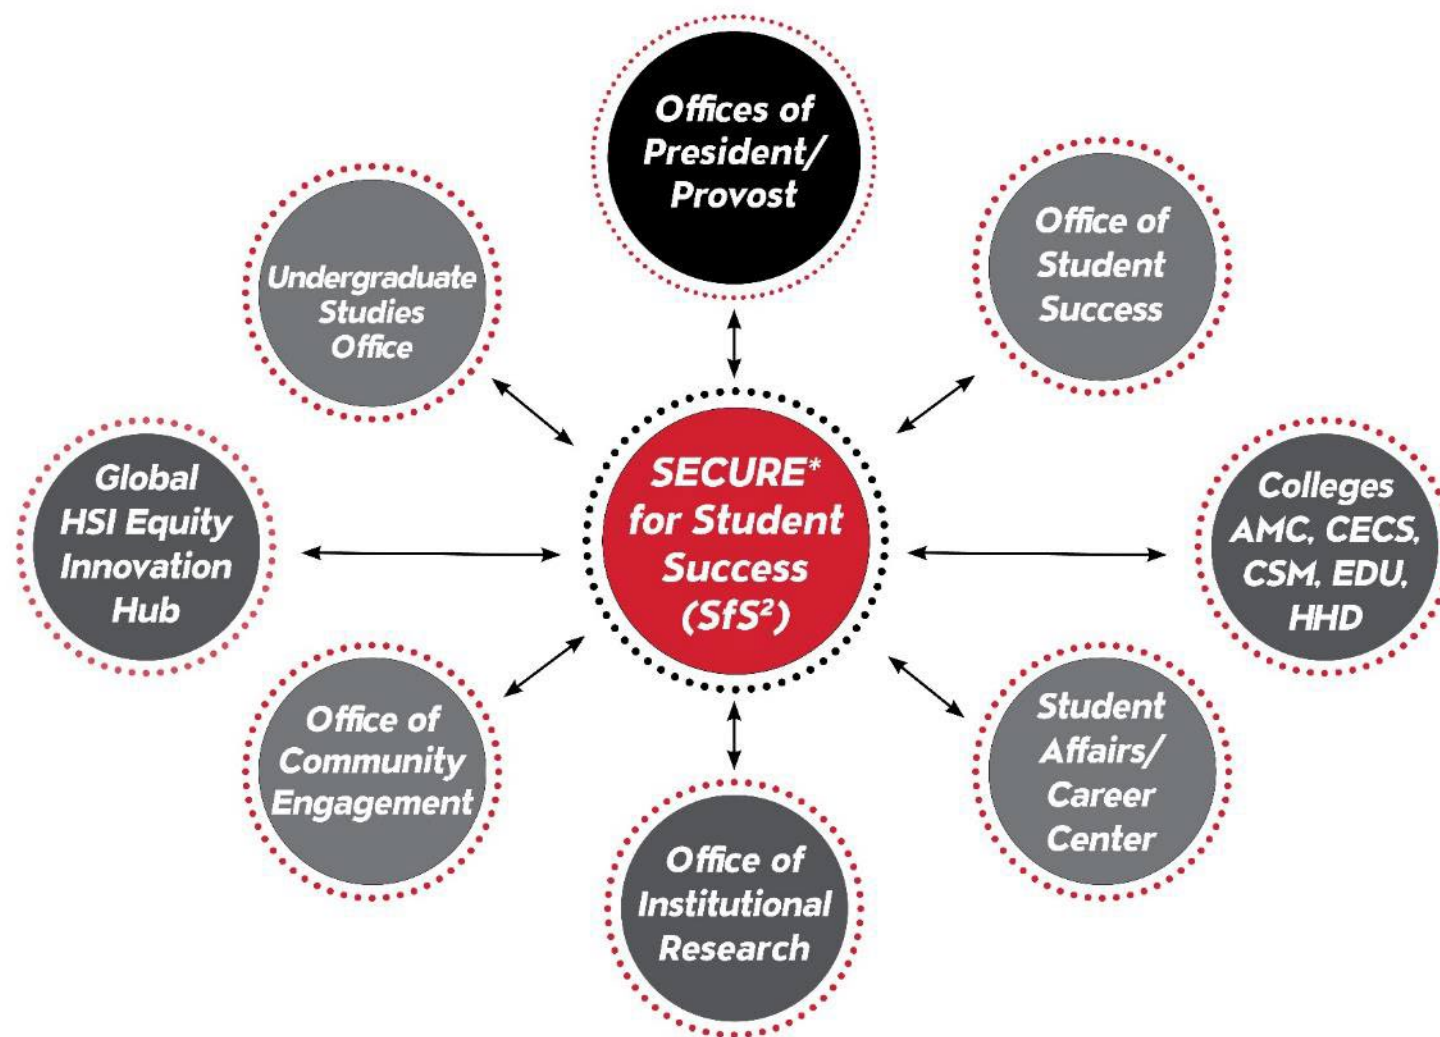 Offices of
President/
Provost
Office of
Student
Success
Undergraduate
Studies
Office
Global
HSI Equity
Innovation
Hub
SECURE*
for Student
Success
(SfS²)
Colleges
AMC, CECS,
CSM, EDU,
HHD
Office of
Community
Engagement
Student
Affairs/
Career
Center
Office of
Institutional
Research